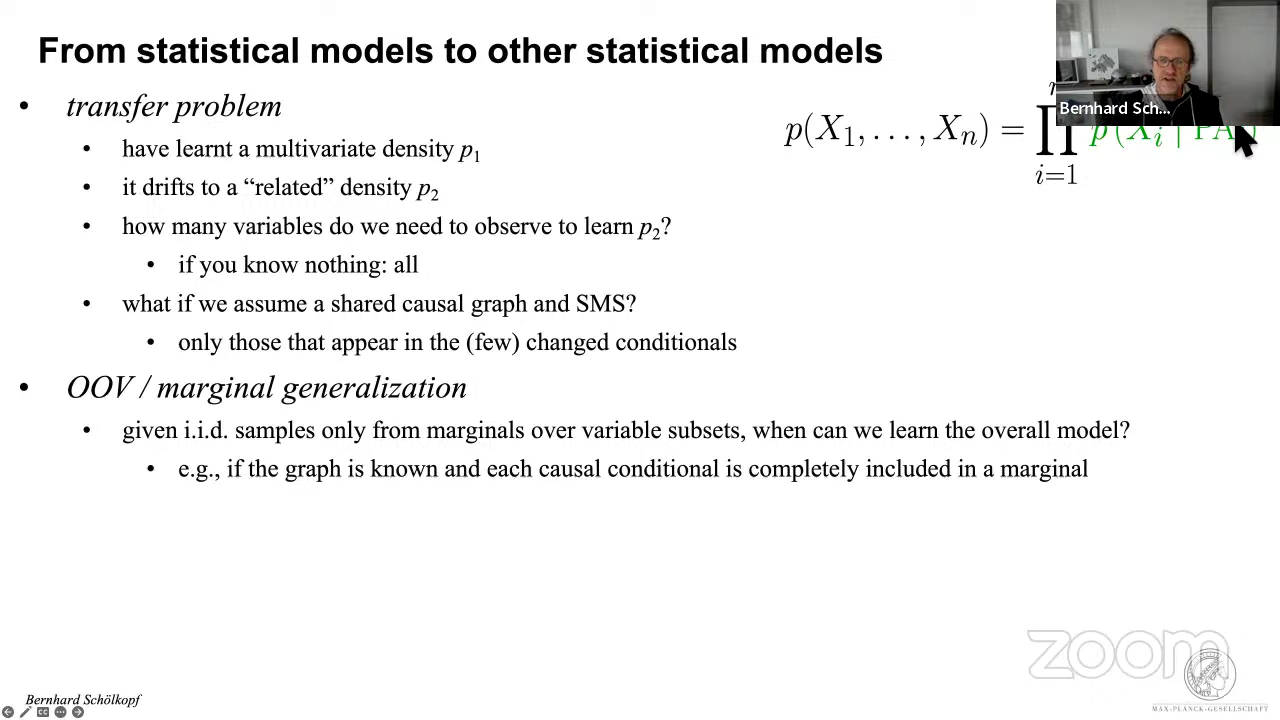 From statistical models to other statistical models
• transfer problem
• have learnt a multivariate density p₁
• it drifts to a “related” density p₂
• how many variables do we need to observe to learn p₂?
• if you know nothing: all
• what if we assume a shared causal graph and SMS?
• only those that appear in the (few) changed conditionals
• OOV / marginal generalization
• given i.i.d. samples only from marginals over variable subsets, when can we learn the overall model?
• e.g., if the graph is known and each causal conditional is completely included in a marginal
p(X₁, . . . , Xₙ) = ∏ p(Xᵢ | PA
i=1
Bernhard Sch...
zoom
Bernhard Schölkopf
MAX-PLANCK-GESELLSCHAFT